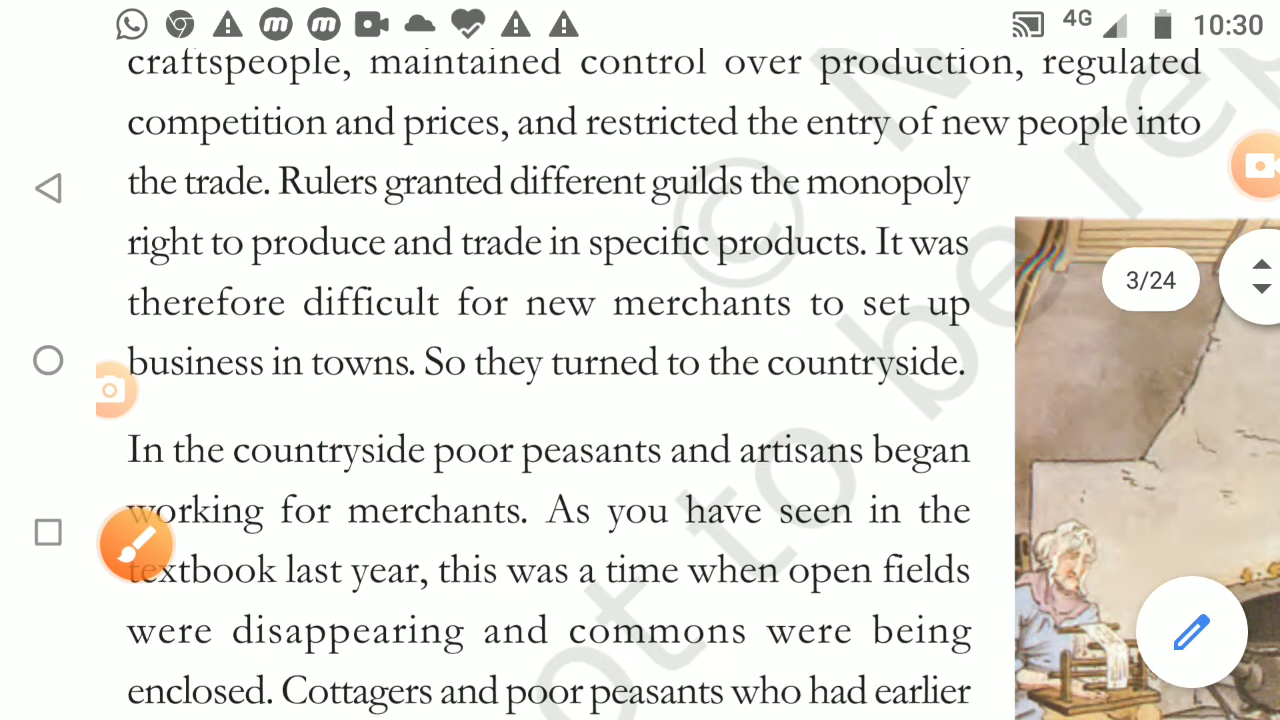 4G 10:30
craftspeople, maintained control over production, regulated
competition and prices, and restricted the entry of new people into
the trade. Rulers granted different guilds the monopoly
right to produce and trade in specific products. It was
therefore difficult for new merchants to set up
business in towns. So they turned to the countryside.
3/24
In the countryside poor peasants and artisans began
working for merchants. As you have seen in the
textbook last year, this was a time when open fields
were disappearing and commons were being
enclosed. Cottagers and poor peasants who had earlier